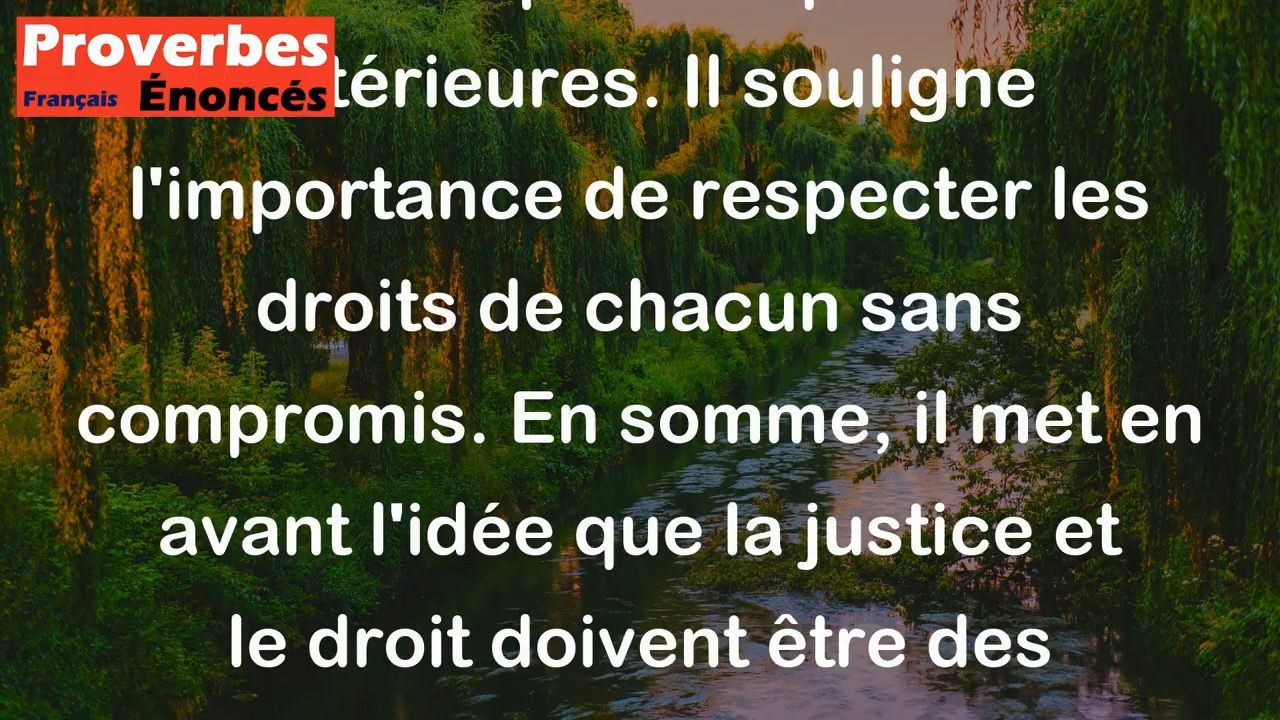 Proverbes
Français Énoncés
térieures. Il souligne
l'importance de respecter les
droits de chacun sans
compromis. En somme, il met en
avant l'idée que la justice et
le droit doivent être des